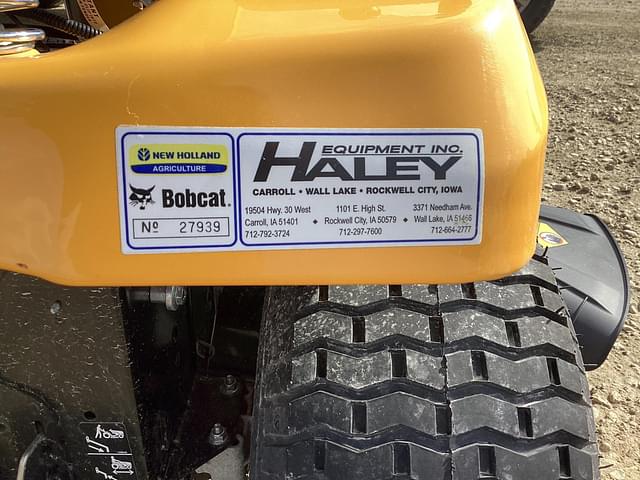 NEW HOLLAND
AGRICULTURE
Bobcat.
Nº 27939
HALEY
EQUIPMENT INC.
CARROLL • WALL LAKE • ROCKWELL CITY, IOWA
19504 Hwy. 30 West
Carroll, IA 51401
712-792-3724
1101 E. High St.
Rockwell City, IA 50579
712-297-7600
3371 Needham Ave.
Wall Lake, IA 51466
712-664-2777